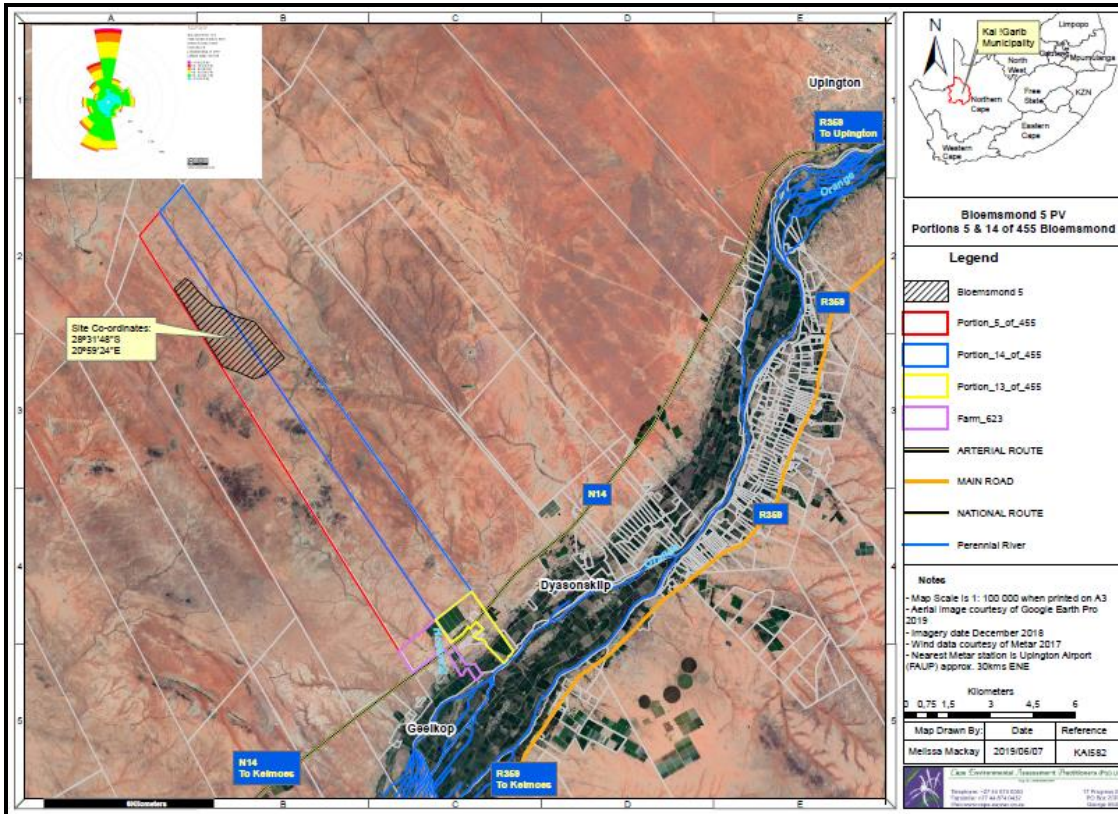 A
B
C
D
E
1
2
3
4
5
Upington
R359
To Upington
Orange
Site Co-ordinates:
28°31'48"S
20°59'24"E
R359
N14
R359
Dyasonsklip
Geelkop
N14
To Keimoes
R359
To Keimoes
6Kilometers
A
B
C
D
E
N
Kai !Garib
Municipality
Limpopo
North
West
Mpumulanga
Free
State
KZN
Northern
Cape
Eastern
Cape
Western
Cape
Bloemsmond 5 PV
Portions 5 & 14 of 455 Bloemsmond
Legend
Bloemsmond 5
Portion_5_of_455
Portion_14_of_455
Portion_13_of_455
Farm_623
ARTERIAL ROUTE
MAIN ROAD
NATIONAL ROUTE
Perennial River
Notes
- Map Scale is 1: 100 000 when printed on A3
- Aerial Image courtesy of Google Earth Pro
2019
- Imagery date December 2018
- Wind data courtesy of Metar 2017
- Nearest Metar station is Upington Airport
(FAUP) approx. 30kms ENE
Kilometers
0 0,75 1,5 3 4,5 6
Map Drawn By: Date Reference
Melissa Mackay 2019/06/07 KAI582
Cape Environmental Assessment Practitioners (Pty) Lt